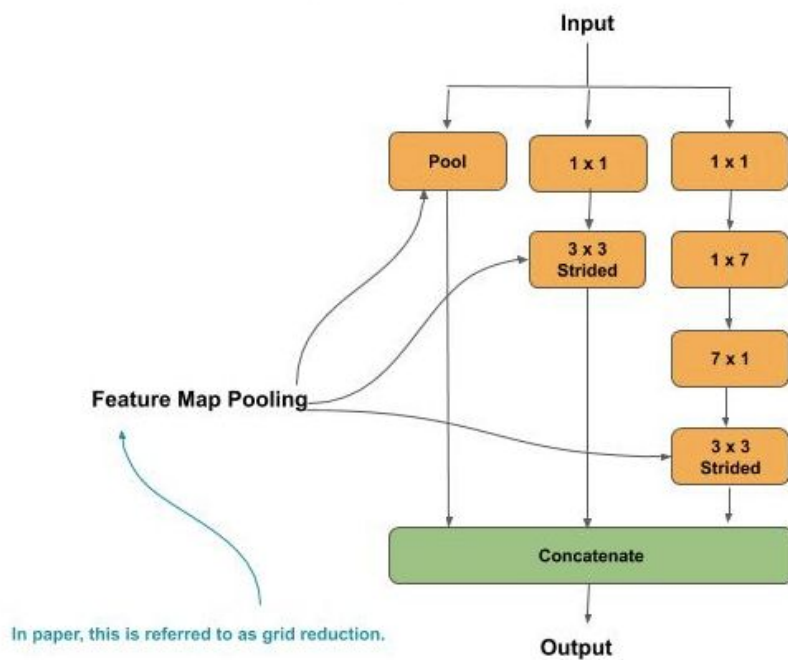 Input
Pool
1 x 1
1 x 1
3 x 3
Strided
1 x 7
7 x 1
Feature Map Pooling
3 x 3
Strided
Concatenate
In paper, this is referred to as grid reduction.
Output